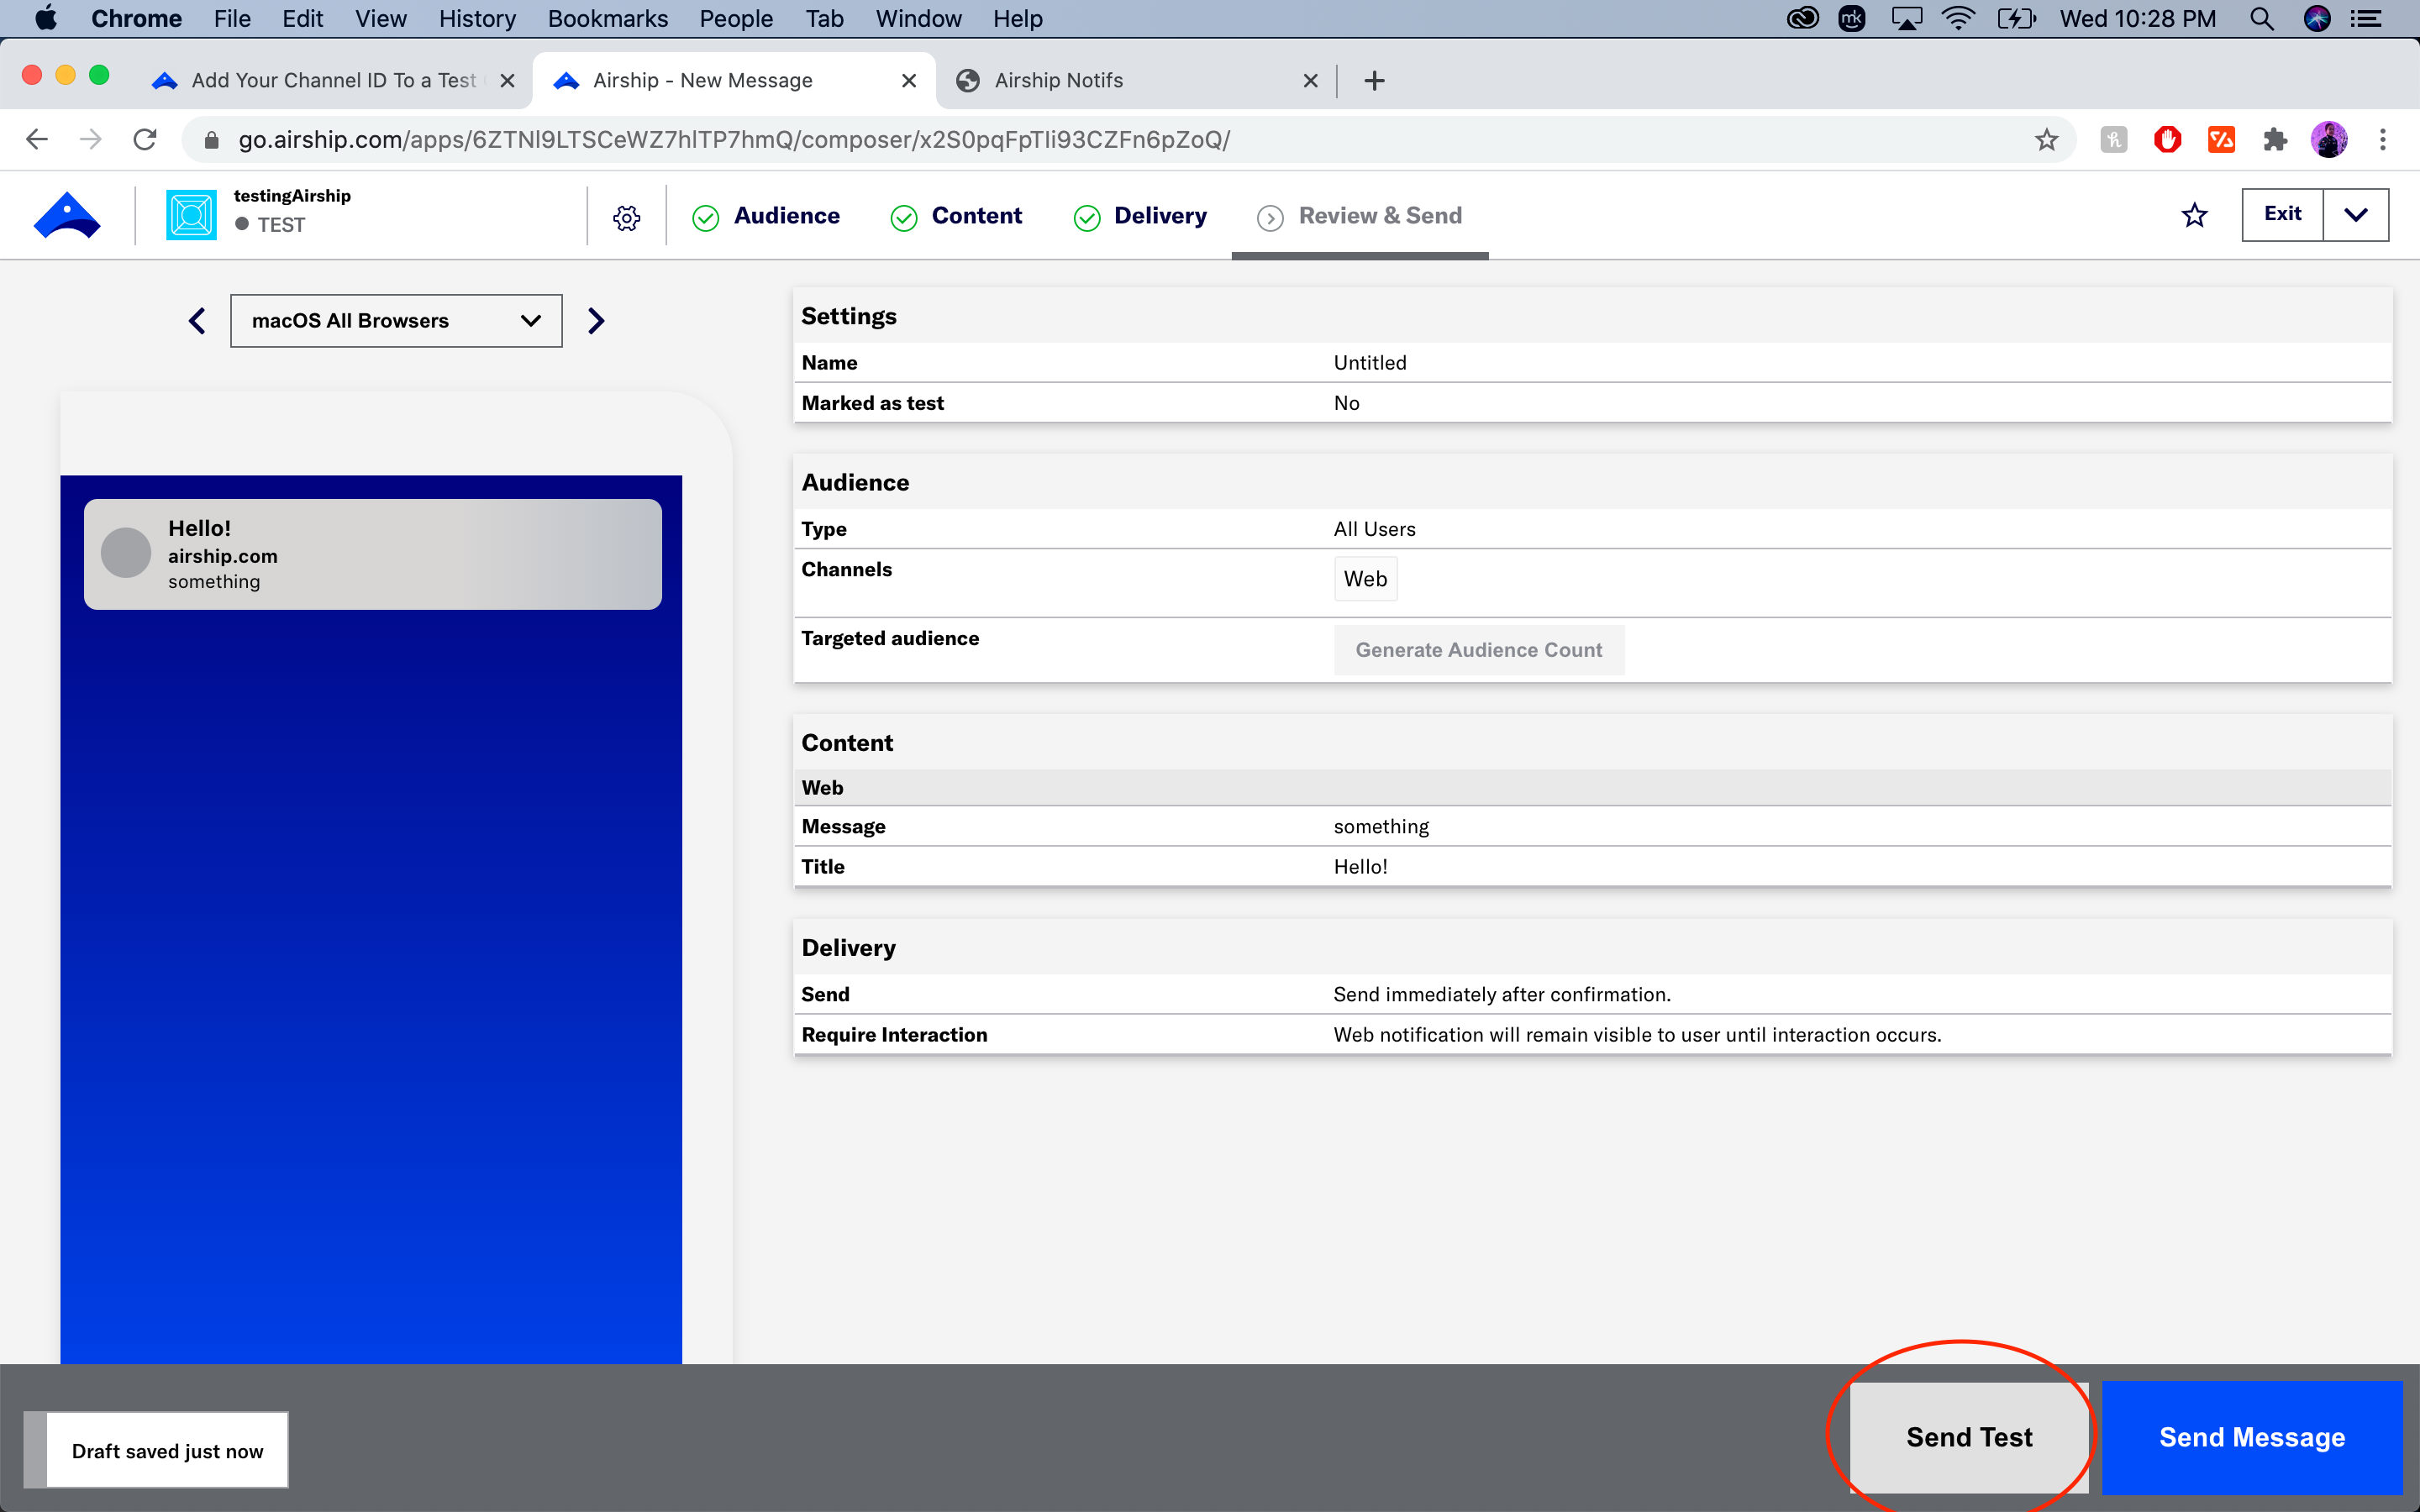 Chrome File Edit View History Bookmarks People Tab Window Help mk Wed 10:28 PM
Add Your Channel ID To a Test
Airship - New Message
Airship Notifs
go.airship.com/apps/6ZTNl9LTSCeWZ7hlTP7hmQ/composer/x2S0pqFpTIi93CZFn6pZoQ/
testingAirship
TEST
Audience
Content
Delivery
Review & Send
Exit
macOS All Browsers
Hello!
airship.com
something
Settings
Name Untitled
Marked as test No
Audience
Type All Users
Channels Web
Targeted audience Generate Audience Count
Content
Web
Message something
Title Hello!
Delivery
Send Send immediately after confirmation.
Require Interaction Web notification will remain visible to user until interaction occurs.
Draft saved just now
Send Test
Send Message